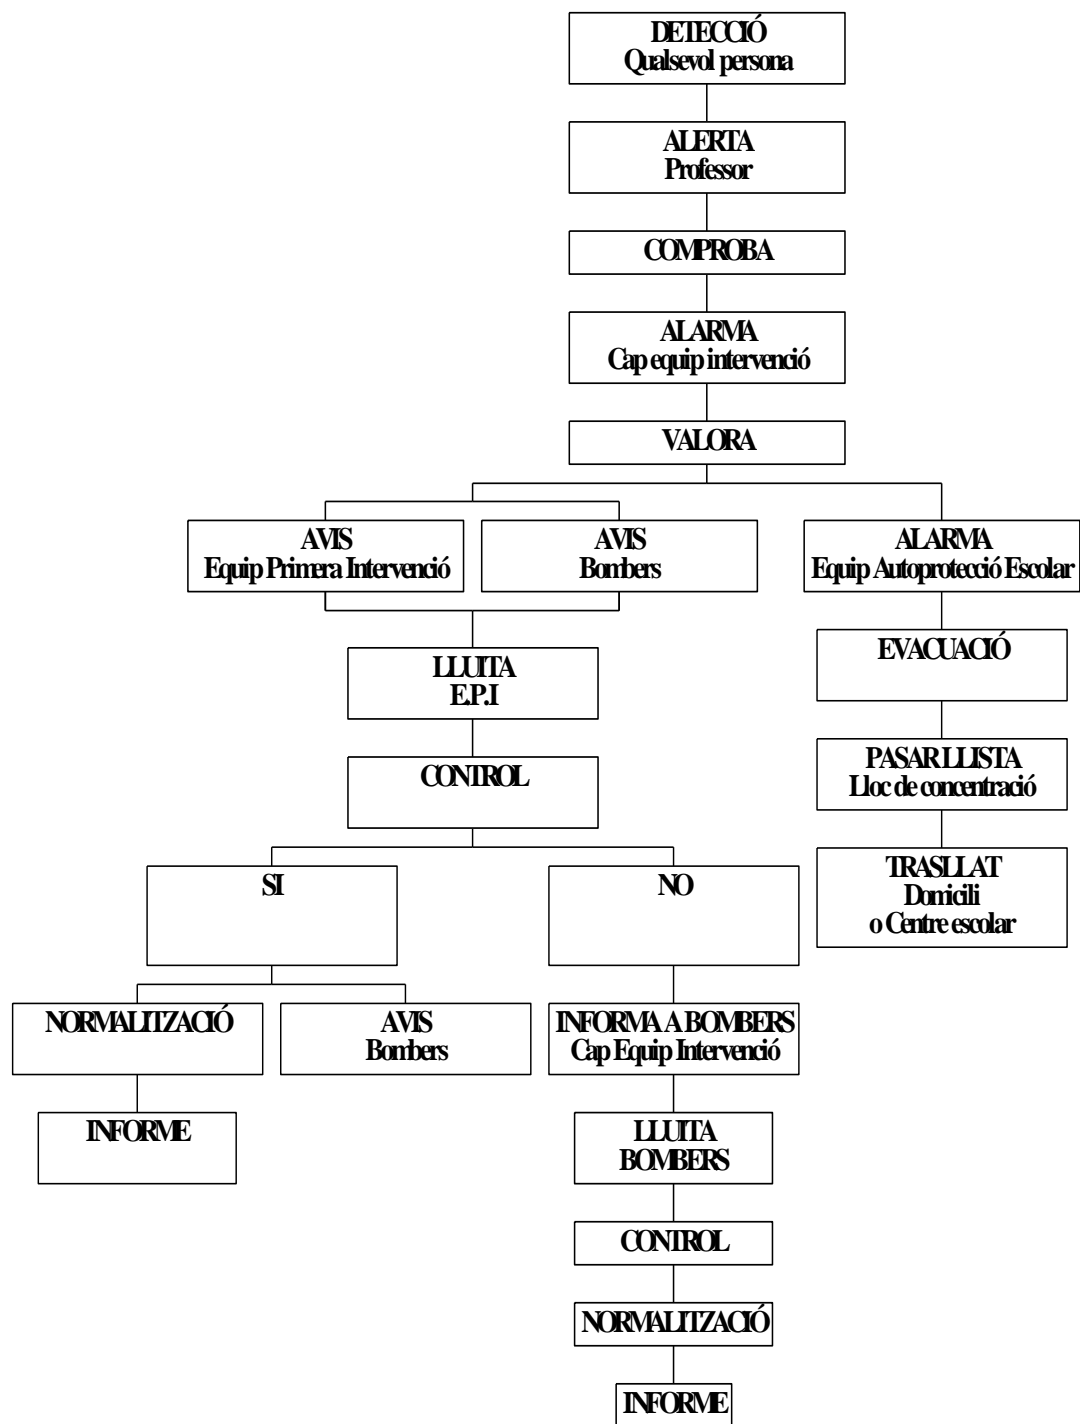 DETECCIÓ
Qualsevol persona
ALERTA
Professor
COMPROBA
ALARMA
Cap equip intervenció
VALORA
AVIS
Equip Primera Intervenció
AVIS
Bombers
ALARMA
Equip Autoprotecció Escolar
LLUITA
E.P.I
EVACUACIÓ
CONTROL
PASAR LLISTA
Lloc de concentració
SI
NO
TRASLLAT
Domicili
o Centre escolar
NORMALITZACIÓ
AVIS
Bombers
INFORMA A BOMBERS
Cap Equip Intervenció
INFORME
LLUITA
BOMBERS
CONTROL
NORMALITZACIÓ
INFORME